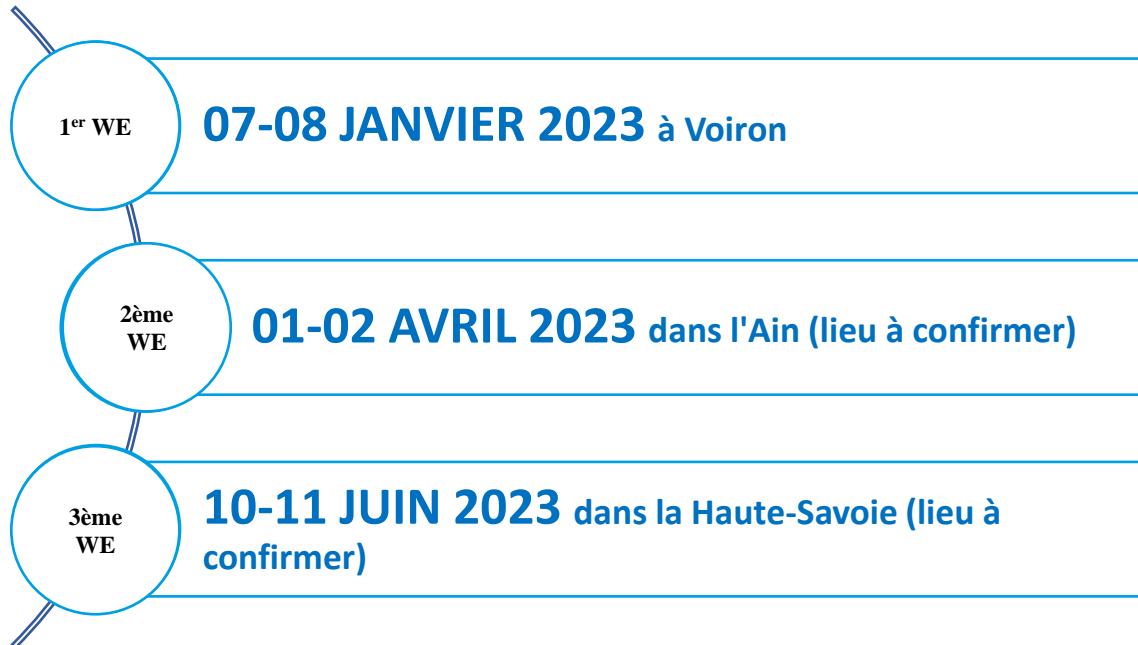 1er WE
07-08 JANVIER 2023 à Voiron
2ème
WE
01-02 AVRIL 2023 dans l'Ain (lieu à confirmer)
3ème
WE
10-11 JUIN 2023 dans la Haute-Savoie (lieu à
confirmer)